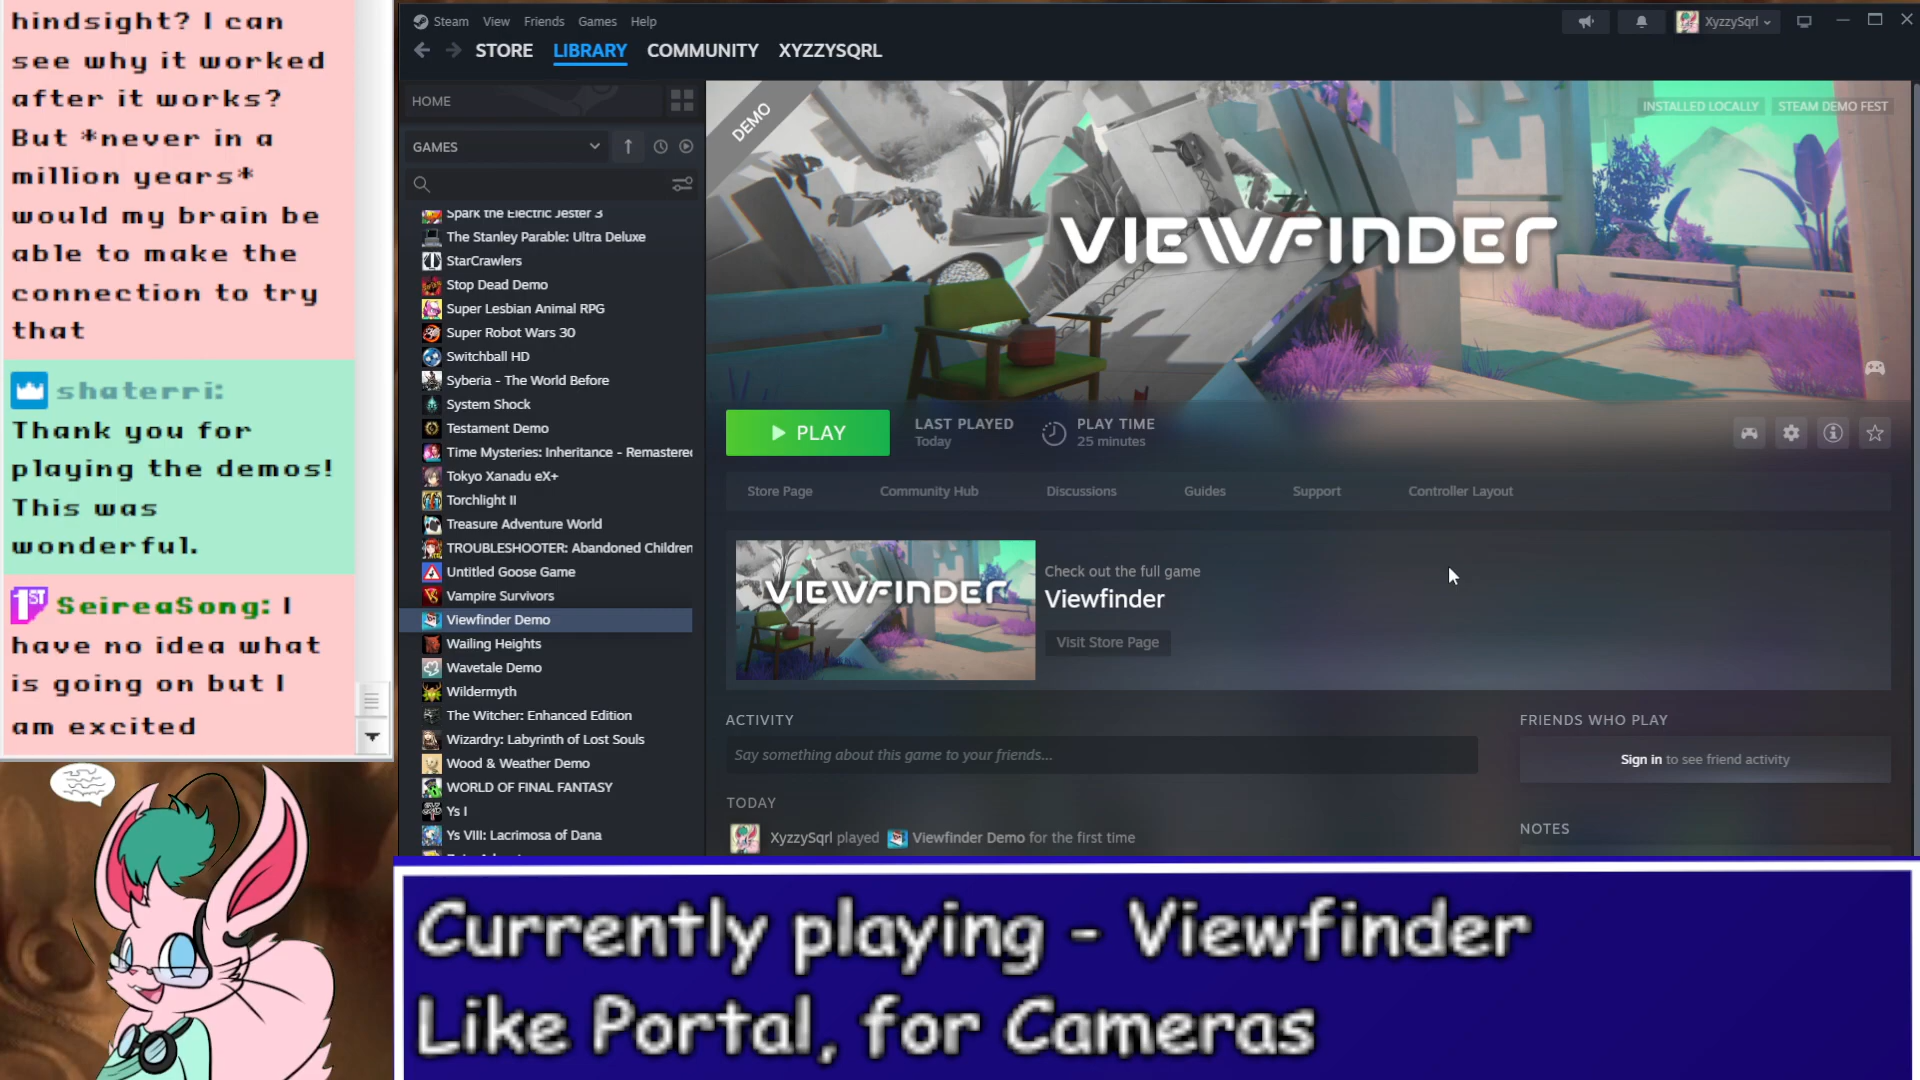 hindsight? I can
see why it worked
after it works?
But *never in a
million years*
would my brain be
able to make the
connection to try
that
shaterri:
Thank you for
playing the demos!
This was
wonderful.
1ST SeireaSong: I
have no idea what
is going on but I
am excited
Steam View Friends Games Help
XyzzySqrl
STORE LIBRARY COMMUNITY XYZZYSQRL
HOME
GAMES
Spark the Electric Jester 3
The Stanley Parable: Ultra Deluxe
StarCrawlers
Stop Dead Demo
Super Lesbian Animal RPG
Super Robot Wars 30
Switchball HD
Syberia - The World Before
System Shock
Testament Demo
Time Mysteries: Inheritance - Remastered
Tokyo Xanadu eX+
Torchlight II
Treasure Adventure World
TROUBLESHOOTER: Abandoned Children
Untitled Goose Game
Vampire Survivors
Viewfinder Demo
Wailing Heights
Wavetale Demo
Wildermyth
The Witcher: Enhanced Edition
Wizardry: Labyrinth of Lost Souls
Wood & Weather Demo
WORLD OF FINAL FANTASY
Ys I
Ys VIII: Lacrimosa of Dana
DEMO
INSTALLED LOCALLY STEAM DEMO FEST
VIEWFINDER
PLAY
LAST PLAYED
Today
PLAY TIME
25 minutes
Store Page Community Hub Discussions Guides Support Controller Layout
VIEWFINDER
Check out the full game
Viewfinder
Visit Store Page
ACTIVITY
Say something about this game to your friends...
TODAY
XyzzySqrl played Viewfinder Demo for the first time
FRIENDS WHO PLAY
Sign in to see friend activity
NOTES
Currently playing - Viewfinder
Like Portal, for Cameras